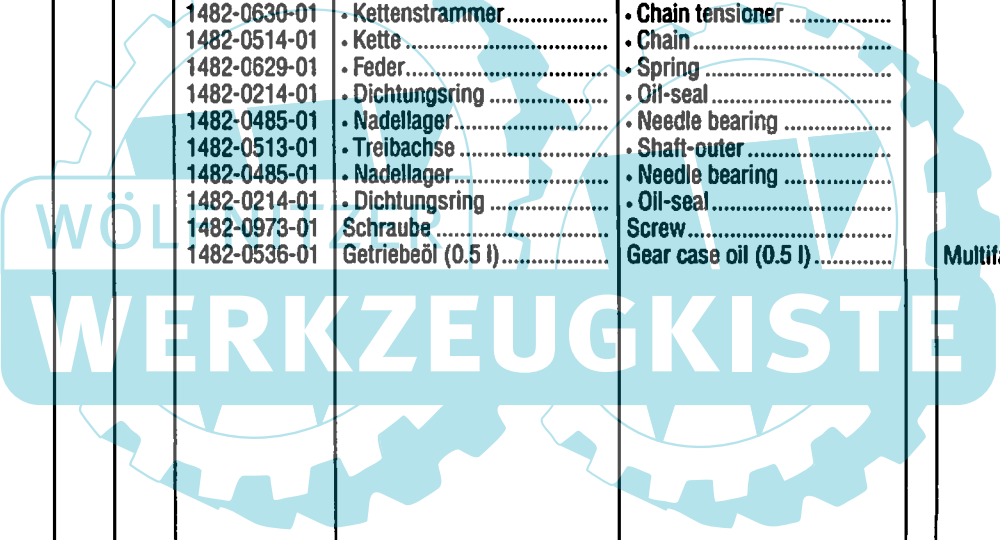 1482-0630-01 • Kettenstrammer.................. • Chain tensioner ..................
1482-0514-01 • Kette .................................... • Chain....................................
1482-0629-01 • Feder.................................... • Spring ..................................
1482-0214-01 • Dichtungsring ..................... • Oil-seal.................................
1482-0485-01 • Nadellager........................... • Needle bearing ...................
1482-0513-01 • Treibachse .......................... • Shaft-outer..........................
1482-0485-01 • Nadellager........................... • Needle bearing ...................
1482-0214-01 • Dichtungsring ..................... • Oil-seal.................................
1482-0973-01 Schraube ............................... Screw.....................................
1482-0536-01 Getriebeöl (0.5 l)................... Gear case oil (0.5 l)..............
WERKZEUGKISTE